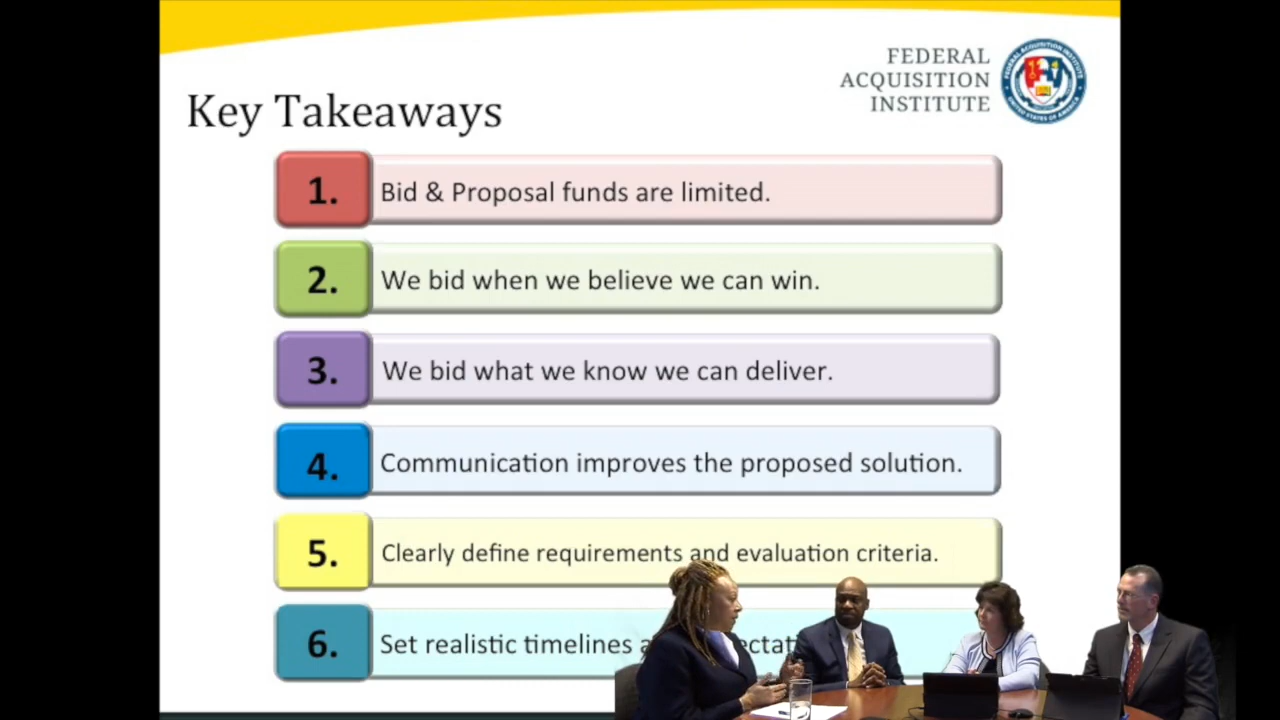 FEDERAL
ACQUISITION
INSTITUTE
Key Takeaways
1. Bid & Proposal funds are limited.
2. We bid when we believe we can win.
3. We bid what we know we can deliver.
4. Communication improves the proposed solution.
5. Clearly define requirements and evaluation criteria.
6. Set realistic timelines